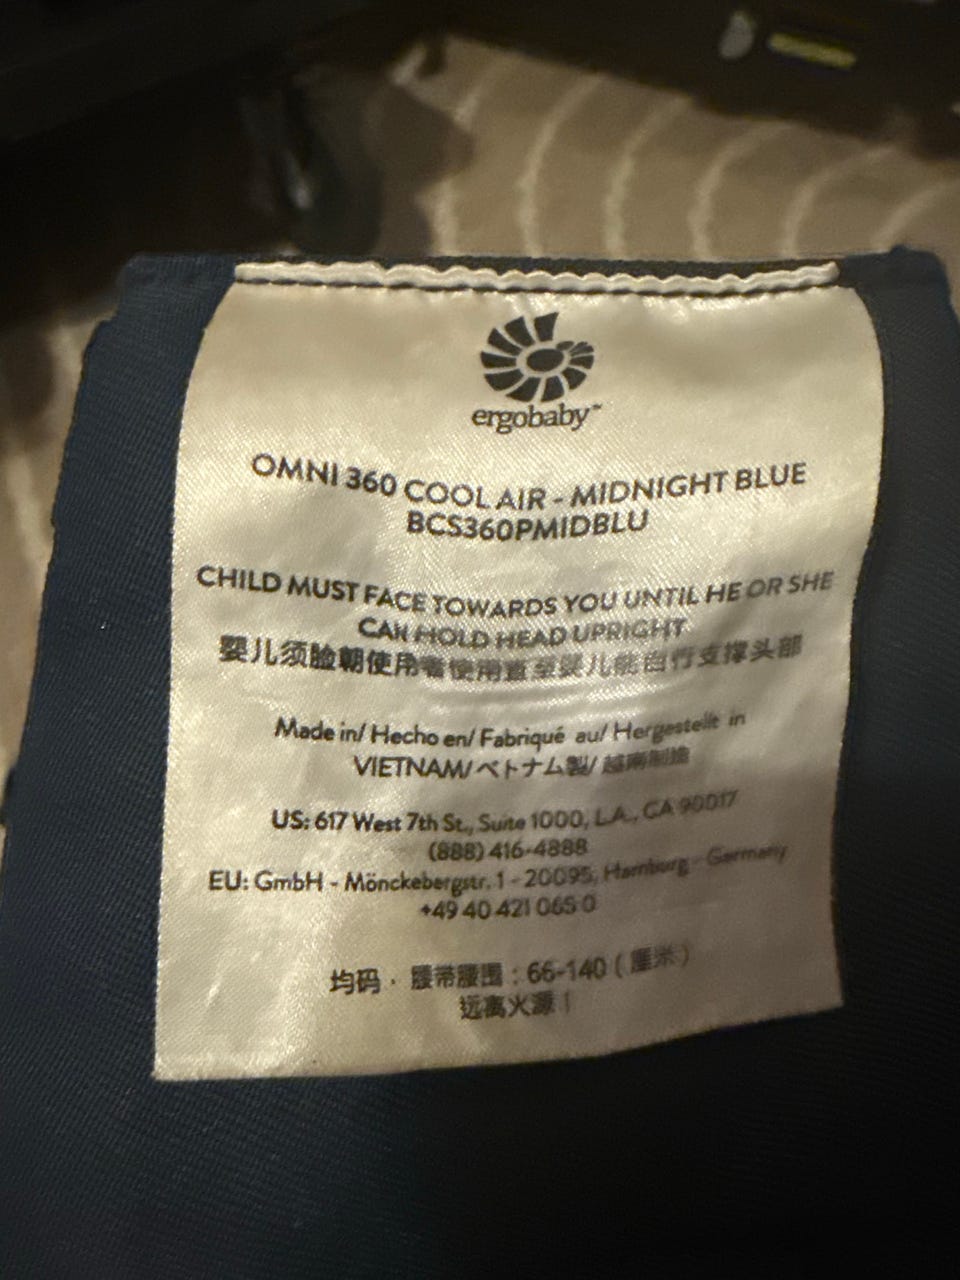 ergobaby™
OMNI 360 COOL AIR - MIDNIGHT BLUE
BCS360PMIDBLU
CHILD MUST FACE TOWARDS YOU UNTIL HE OR SHE
CAN HOLD HEAD UPRIGHT
婴儿须脸朝使用者使用直至婴儿能自行支撑头部
Made in/ Hecho en/ Fabriqué au/ Hergestellt in
VIETNAM/ベトナム製/ 越南制造
US: 617 West 7th St., Suite 1000, L.A., CA 90017
(888) 416-4888
EU: GmbH - Mönckebergstr. 1 - 20095, Hamburg - Germany
+49 40 421 065 0
均码， 腰带腰围：66-140（厘米）
远离火源！